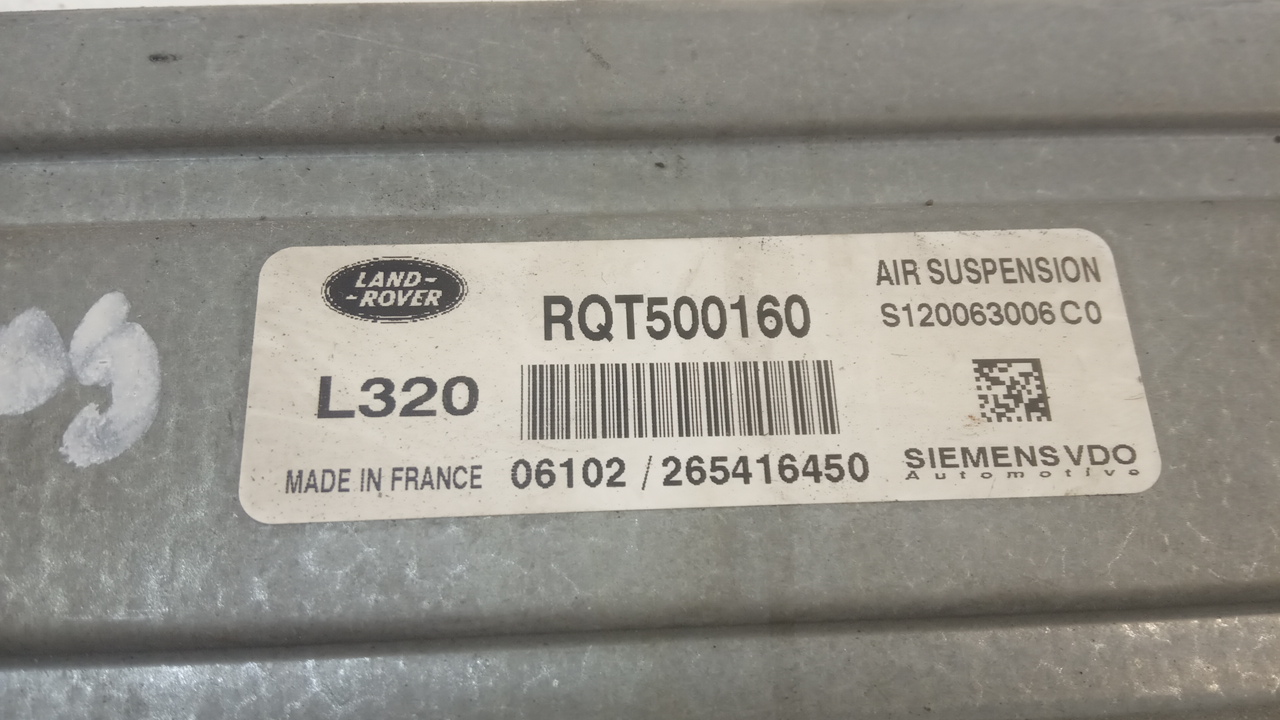 LAND-
-ROVER
L320
MADE IN FRANCE
RQT500160
06102 / 265416450
AIR SUSPENSION
S120063006 C0
SIEMENS VDO
Automotive